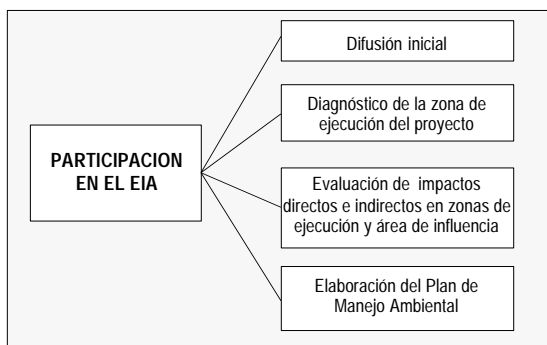 PARTICIPACION
EN EL EIA
Difusión inicial
Diagnóstico de la zona de
ejecución del proyecto
Evaluación de impactos
directos e indirectos en zonas de
ejecución y área de influencia
Elaboración del Plan de
Manejo Ambiental